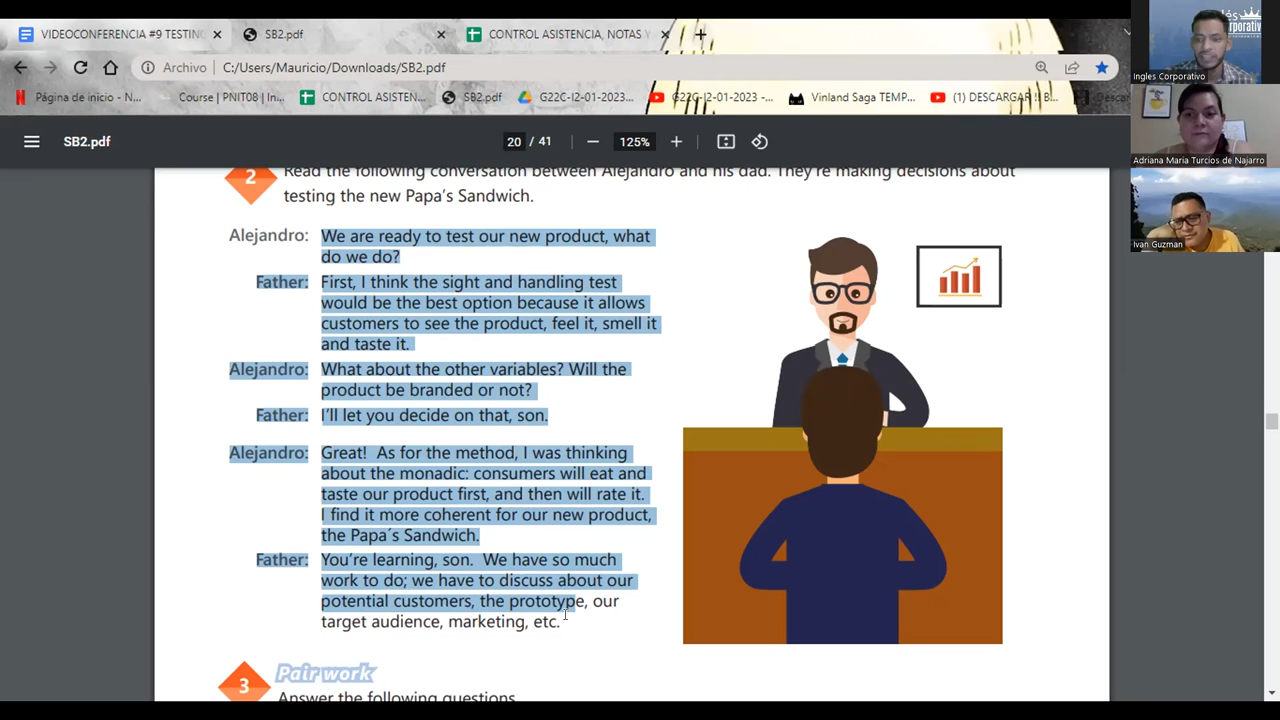 VIDEOCONFERENCIA #9 TESTING
SB2.pdf
CONTROL ASISTENCIA, NOTAS Y
Archivo
C:/Users/Mauricio/Downloads/SB2.pdf
Página de inicio - N...
Course | PNIT08 | In...
CONTROL ASISTEN...
SB2.pdf
G22C-I2-01-2023...
G22C-I2-01-2023 -...
Vinland Saga TEMP...
(1) DESCARGAR !! B...
SB2.pdf
20 / 41
125%
Ingles Corporativo
Adriana Maria Turcios de Najarro
Ivan Guzman
2
Read the following conversation between Alejandro and his dad. They're making decisions about
testing the new Papa's Sandwich.
Alejandro: We are ready to test our new product, what
do we do?
Father: First, I think the sight and handling test
would be the best option because it allows
customers to see the product, feel it, smell it
and taste it.
Alejandro: What about the other variables? Will the
product be branded or not?
Father: I'll let you decide on that, son.
Alejandro: Great! As for the method, I was thinking
about the monadic: consumers will eat and
taste our product first, and then will rate it.
I find it more coherent for our new product,
the Papa´s Sandwich.
Father: You're learning, son. We have so much
work to do; we have to discuss about our
potential customers, the prototype, our
target audience, marketing, etc.
3
Pair work
Answer the following questions